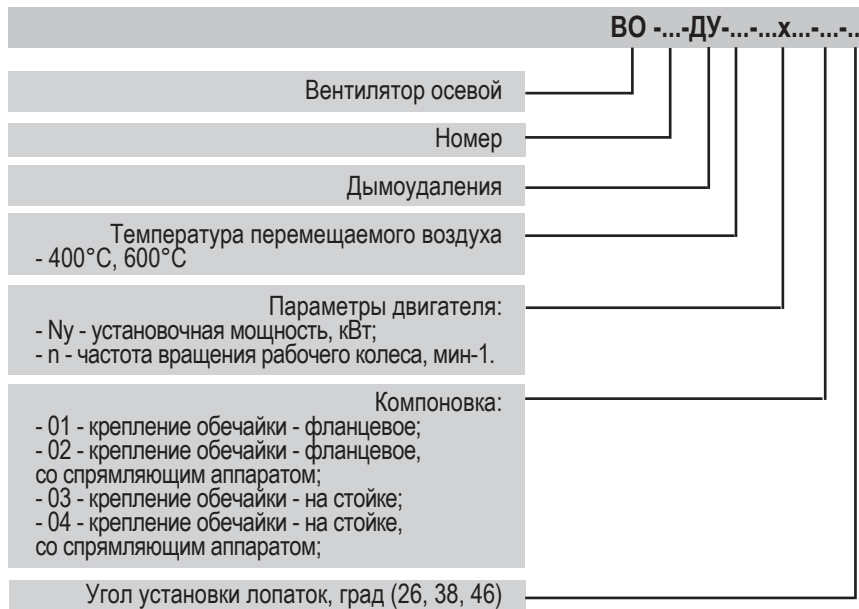 ВО -...-ДУ-...-...х...-...-..
Вентилятор осевой
Номер
Дымоудаления
Температура перемещаемого воздуха
- 400°С, 600°С
Параметры двигателя:
- Ny - установочная мощность, кВт;
- n - частота вращения рабочего колеса, мин-1.
Компоновка:
- 01 - крепление обечайки - фланцевое;
- 02 - крепление обечайки - фланцевое,
со спрямляющим аппаратом;
- 03 - крепление обечайки - на стойке;
- 04 - крепление обечайки - на стойке,
со спрямляющим аппаратом;
Угол установки лопаток, град (26, 38, 46)